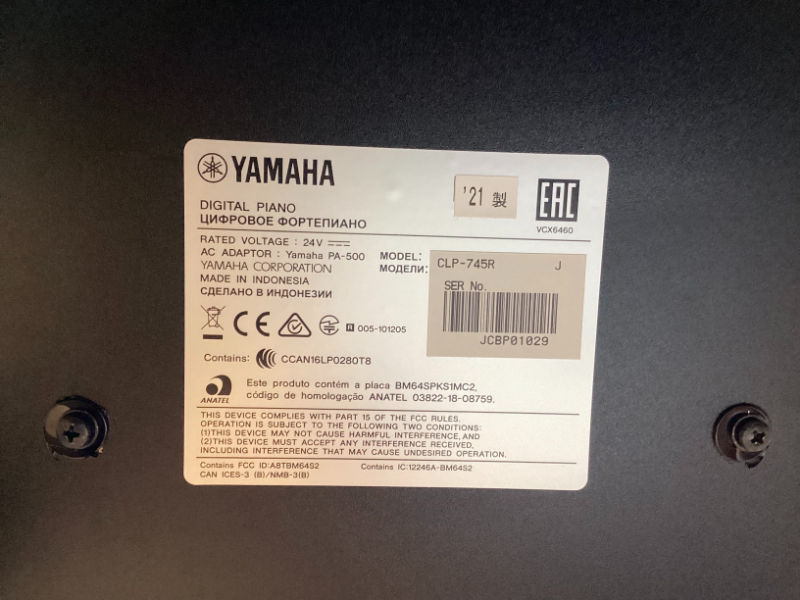 YAMAHA
'21 製
EAC
VCX6460
DIGITAL PIANO
ЦИФРОВОЕ ФОРТЕПИАНО
RATED VOLTAGE : 24V
AC ADAPTOR : Yamaha PA-500
YAMAHA CORPORATION
MADE IN INDONESIA
СДЕЛАНО В ИНДОНЕЗИИ
MODEL:
МОДЕЛИ:
CLP-745R J
SER No.
JCBP01029
CE
R 005-101205
Contains: CCAN16LP0280T8
ANATEL
Este produto contém a placa BM64SPKS1MC2,
código de homologação ANATEL 03822-18-08759.
THIS DEVICE COMPLIES WITH PART 15 OF THE FCC RULES.
OPERATION IS SUBJECT TO THE FOLLOWING TWO CONDITIONS:
(1)THIS DEVICE MAY NOT CAUSE HARMFUL INTERFERENCE,AND
(2)THIS DEVICE MUST ACCEPT ANY INTERFERENCE RECEIVED,
INCLUDING INTERFERENCE THAT MAY CAUSE UNDESIRED OPERATION.
Contains FCC ID:A8TBM64S2 Contains IC:12246A-BM64S2
CAN ICES-3 (B)/NMB-3(B)